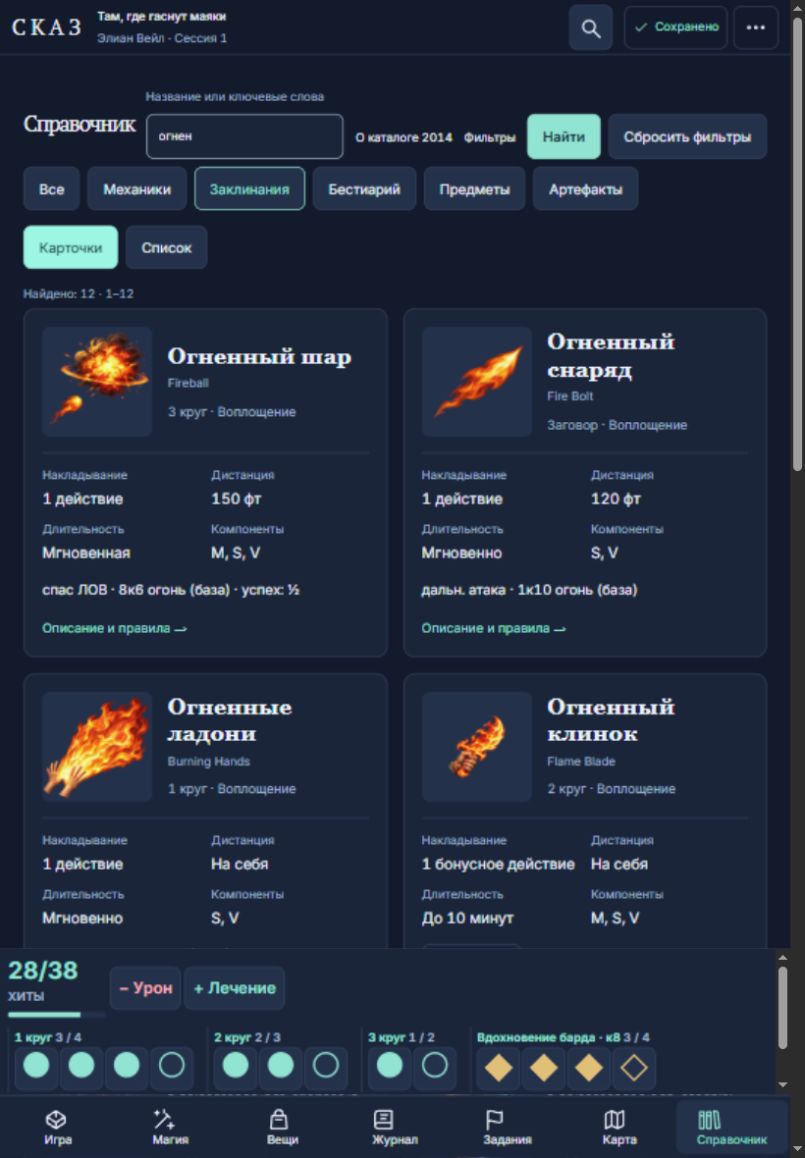 СКАЗ
Там, где гаснут маяки
Элиан Вейл · Сессия 1
Сохранено
Название или ключевые слова
Справочник
огнен
О каталоге 2014
Фильтры
Найти
Сбросить фильтры
Все
Механики
Заклинания
Бестиарий
Предметы
Артефакты
Карточки
Список
Найдено: 12 · 1–12
Огненный шар
Fireball
3 круг · Воплощение
Накладывание
Дистанция
1 действие
150 фт
Длительность
Компоненты
Мгновенная
M, S, V
спас ЛОВ · 8к6 огонь (база) · успех: ½
Описание и правила →
Огненный
снаряд
Fire Bolt
Заговор · Воплощение
Накладывание
Дистанция
1 действие
120 фт
Длительность
Компоненты
Мгновенно
S, V
дальн. атака · 1к10 огонь (база)
Описание и правила →
Огненные
ладони
Burning Hands
1 круг · Воплощение
Накладывание
Дистанция
1 действие
На себя
Длительность
Компоненты
Мгновенно
S, V
Огненный
клинок
Flame Blade
2 круг · Воплощение
Накладывание
Дистанция
1 бонусное действие
На себя
Длительность
Компоненты
До 10 минут
M, S, V
28/38
хиты
− Урон
+ Лечение
1 круг 3 / 4
2 круг 2 / 3
3 круг 1 / 2
Вдохновение барда · к8 3 / 4
Игра
Магия
Вещи
Журнал
Задания
Карта
Справочник